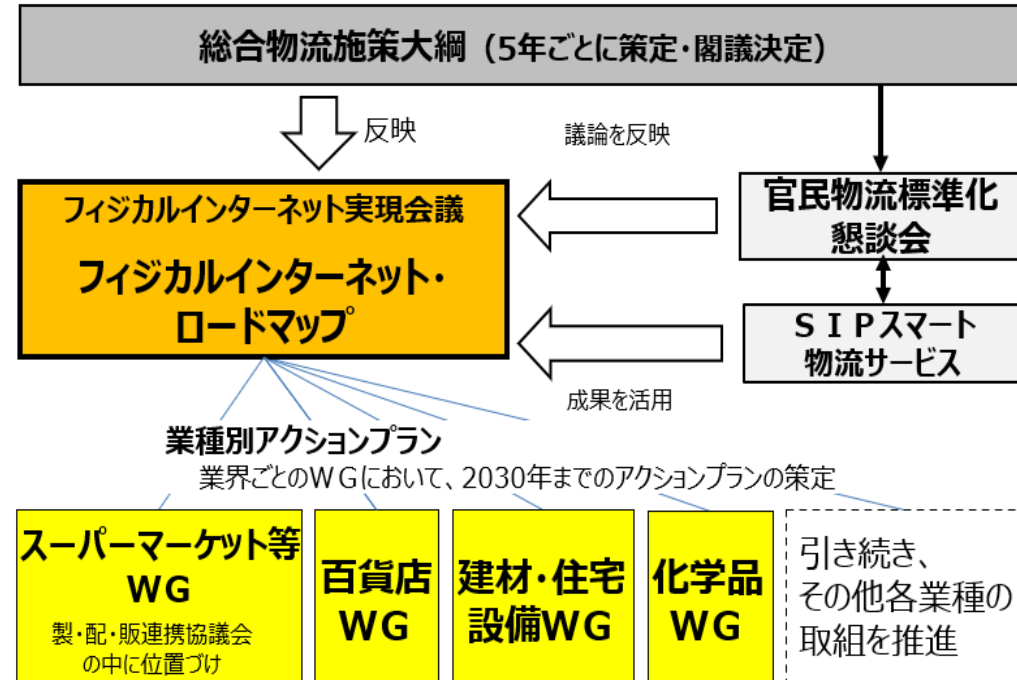 総合物流施策大綱（5年ごとに策定・閣議決定）
反映
議論を反映
フィジカルインターネット実現会議
フィジカルインターネット・
ロードマップ
官民物流標準化
懇談会
ＳＩＰスマート
物流サービス
成果を活用
業種別アクションプラン
業界ごとのＷＧにおいて、2030年までのアクションプランの策定
スーパーマーケット等
ＷＧ
製・配・販連携協議会
の中に位置づけ
百貨店
ＷＧ
建材・住宅
設備WG
化学品
ＷＧ
引き続き、
その他各業種の
取組を推進